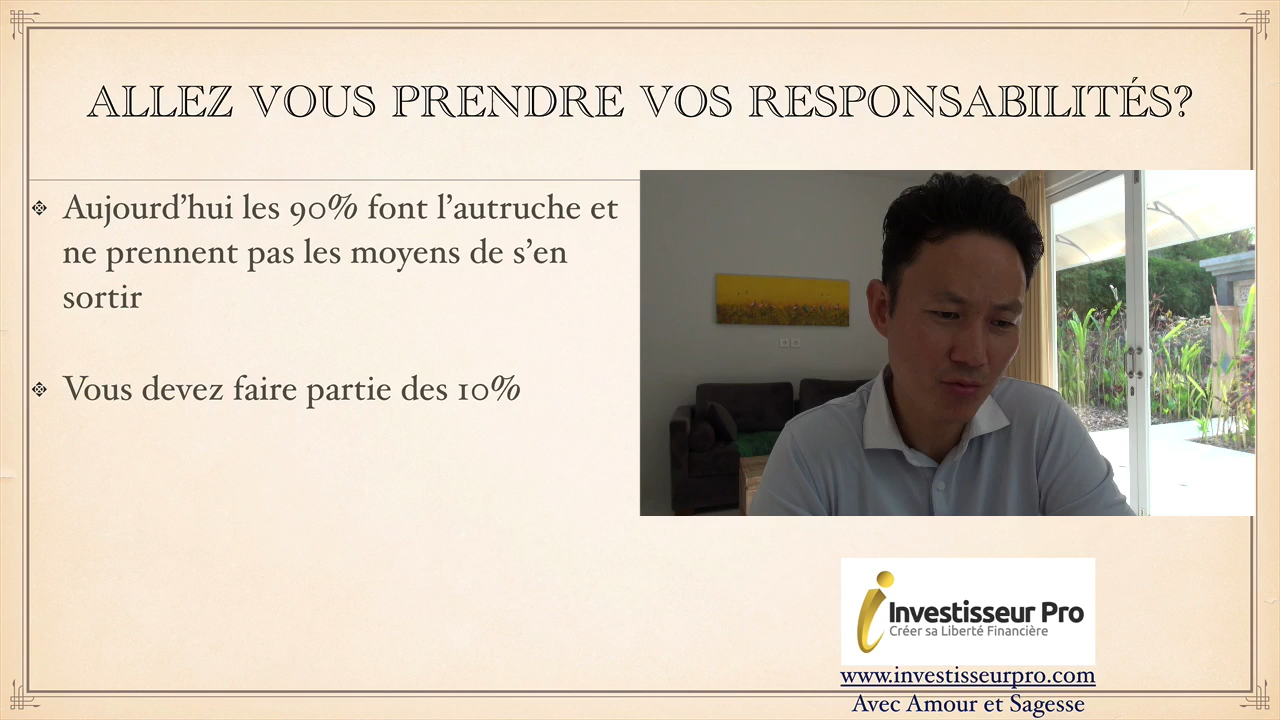 ALLEZ VOUS PRENDRE VOS RESPONSABILITÉS?
Aujourd'hui les 90% font l'autruche et
ne prennent pas les moyens de s'en
sortir
Vous devez faire partie des 10%
Investisseur Pro
Créer sa Liberté Financière
www.investisseurpro.com
Avec Amour et Sagesse